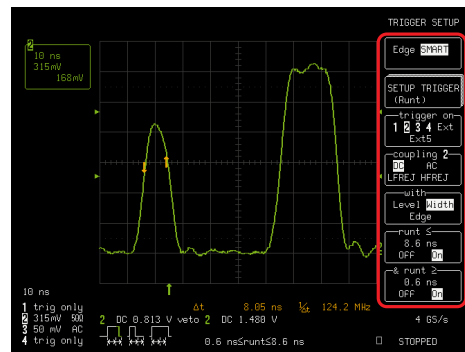 TRIGGER SETUP
2
10 ns
315mV
168mV
Edge SMART
SETUP TRIGGER
(Runt)
trigger on
1 2 3 4 Ext
Ext5
coupling 2
DC AC
LFREJ HFREJ
with
Level Width
Edge
runt ≤
8.6 ns
OFF On
& runt ≥
0.6 ns
OFF On
10 ns
1 trig only
2 315mV 50Ω
3 50 mV AC
4 trig only
Δt 8.05 ns 1/Δt 124.2 MHz
2 DC 0.813 V veto 2 DC 1.480 V
0.6 ns≤runt≤8.6 ns
4 GS/s
STOPPED